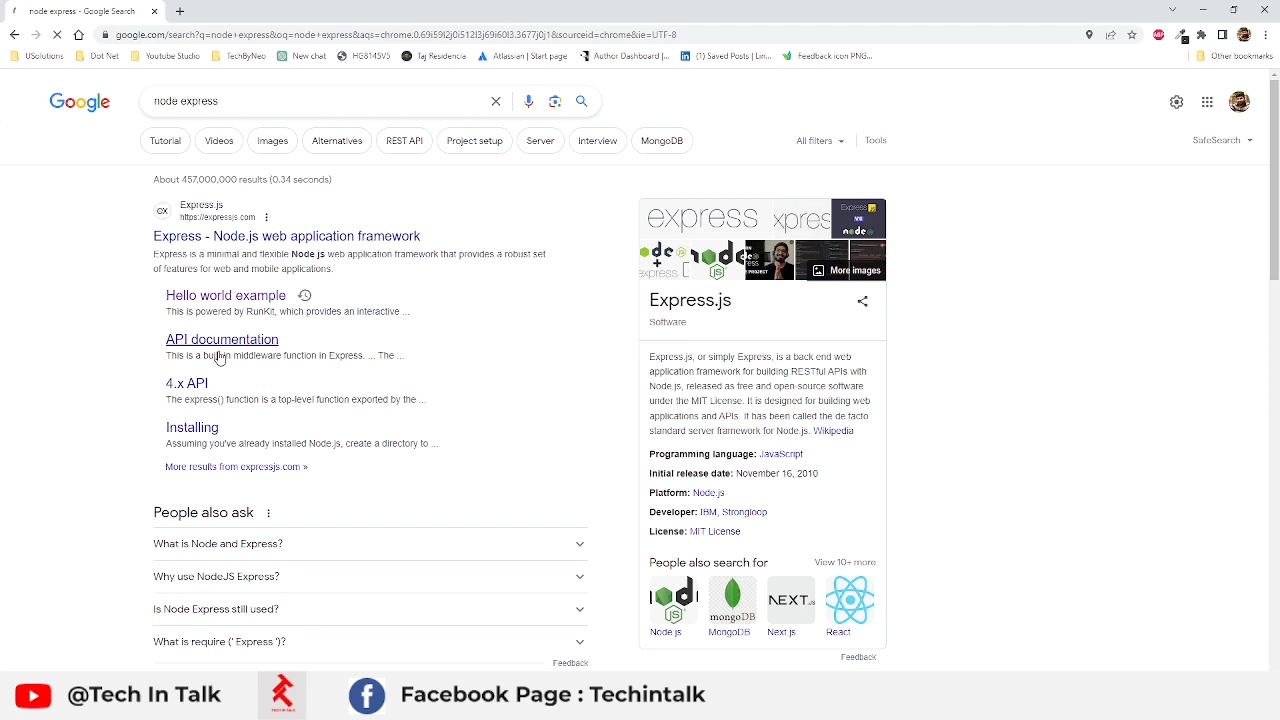 node express - Google Search
google.com/search?q=node+express&oq=node+express&aqs=chrome.0.69i59l2j0i512l3j69i60l3.3677j0j1&sourceid=chrome&ie=UTF-8
USolutions
Dot Net
Youtube Studio
TechByNeo
New chat
HG8145V5
Taj Residencia
Atlassian | Start page
Author Dashboard |...
(1) Saved Posts | Lin...
Feedback icon PNG...
Other bookmarks
Google
node express
Tutorial
Videos
Images
Alternatives
REST API
Project setup
Server
Interview
MongoDB
All filters
Tools
SafeSearch
About 457,000,000 results (0.34 seconds)
Express.js
https://expressjs.com
Express - Node.js web application framework
Express is a minimal and flexible Node.js web application framework that provides a robust set
of features for web and mobile applications.
Hello world example
This is powered by RunKit, which provides an interactive ...
API documentation
This is a built-in middleware function in Express. ... The ...
4.x API
The express() function is a top-level function exported by the ...
Installing
Assuming you've already installed Node.js, create a directory to ...
More results from expressjs.com »
People also ask
What is Node and Express?
Why use NodeJS Express?
Is Node Express still used?
What is require (' Express ')?
Feedback
express
More images
Express.js
Software
Express.js, or simply Express, is a back end web
application framework for building RESTful APIs with
Node.js, released as free and open-source software
under the MIT License. It is designed for building web
applications and APIs. It has been called the de facto
standard server framework for Node.js. Wikipedia
Programming language: JavaScript
Initial release date: November 16, 2010
Platform: Node.js
Developer: IBM, Strongloop
License: MIT License
People also search for
View 10+ more
Node.js
MongoDB
Next.js
React
Feedback
@Tech In Talk
TECH IN TALK
Facebook Page : Techintalk